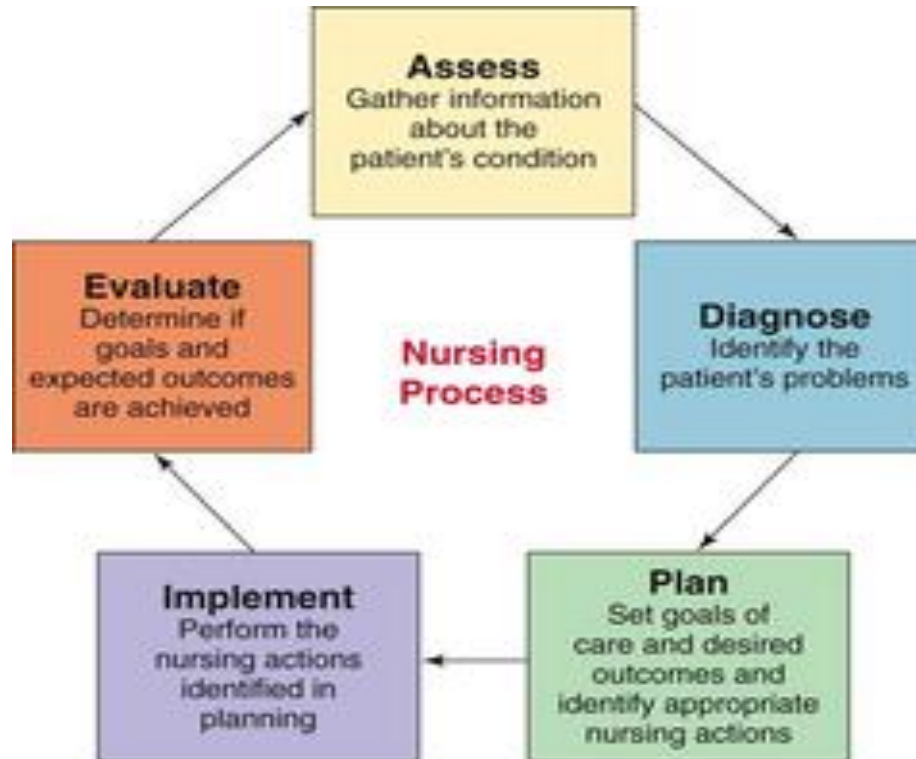 Assess
Gather information
about the
patient's condition
Diagnose
Identify the
patient's problems
Plan
Set goals of
care and desired
outcomes and
identify appropriate
nursing actions
Implement
Perform the
nursing actions
identified in
planning
Evaluate
Determine if
goals and
expected outcomes
are achieved
Nursing
Process